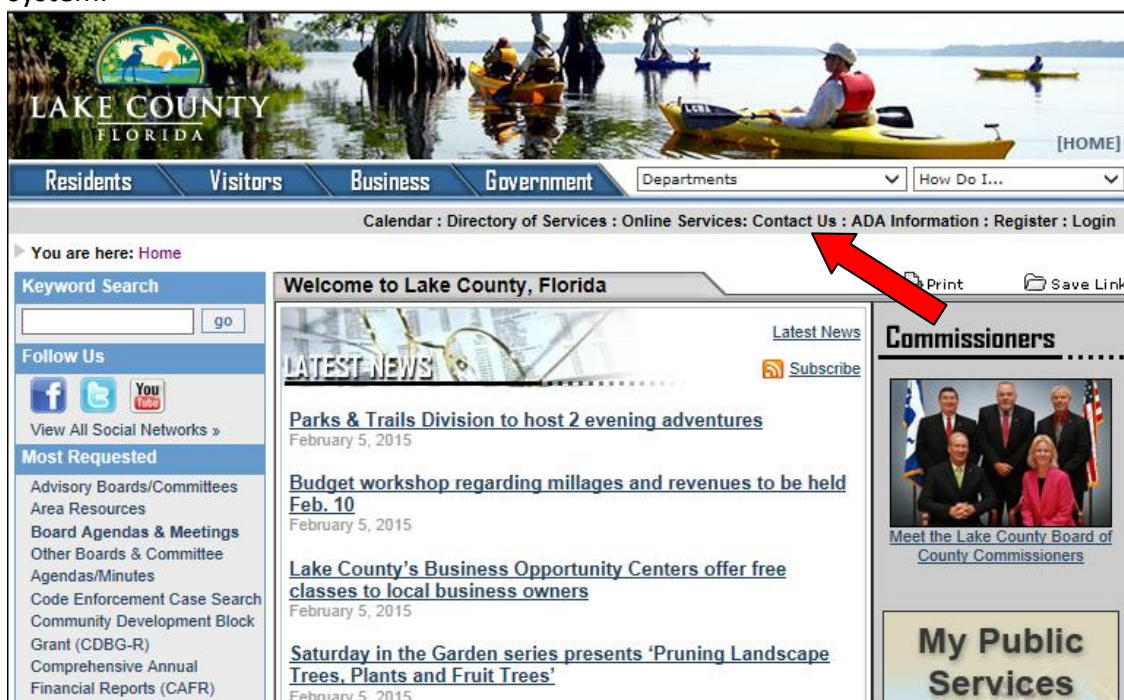 system.
LAKE COUNTY
FLORIDA
[HOME]
Residents Visitors Business Government Departments How Do I...
Calendar : Directory of Services : Online Services: Contact Us : ADA Information : Register : Login
You are here: Home
Keyword Search
go
Follow Us
You
Tube
View All Social Networks »
Most Requested
Advisory Boards/Committees
Area Resources
Board Agendas & Meetings
Other Boards & Committee
Agendas/Minutes
Code Enforcement Case Search
Community Development Block
Grant (CDBG-R)
Comprehensive Annual
Financial Reports (CAFR)
Welcome to Lake County, Florida
Print Save Link
LATEST NEWS
Latest News
Subscribe
Parks & Trails Division to host 2 evening adventures
February 5, 2015
Budget workshop regarding millages and revenues to be held
Feb. 10
February 5, 2015
Lake County's Business Opportunity Centers offer free
classes to local business owners
February 5, 2015
Saturday in the Garden series presents 'Pruning Landscape
Trees, Plants and Fruit Trees'
February 5, 2015
Commissioners
Meet the Lake County Board of
County Commissioners
My Public
Services